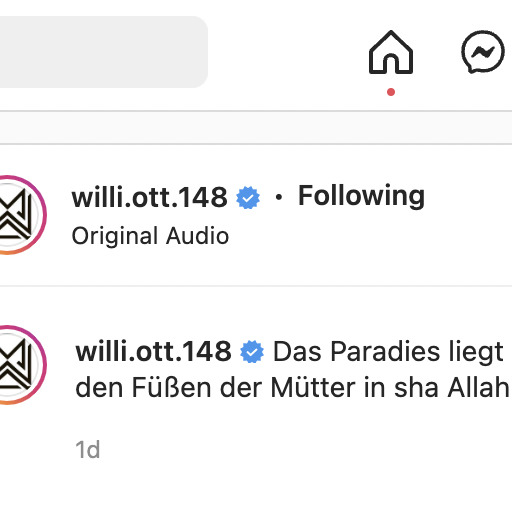 willi.ott.148 • Following
Original Audio
willi.ott.148 Das Paradies liegt
den Füßen der Mütter in sha Allah
1d